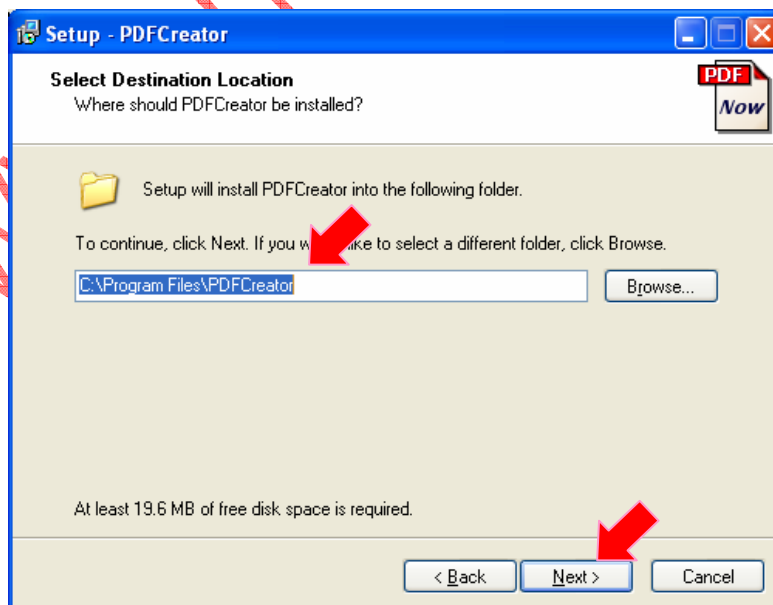 Setup - PDFCreator
Select Destination Location
Where should PDFCreator be installed?
PDF
Now
Setup will install PDFCreator into the following folder.
To continue, click Next. If you like to select a different folder, click Browse.
C:\Program Files\PDFCreator
Browse...
At least 19.6 MB of free disk space is required.
< Back
Next >
Cancel